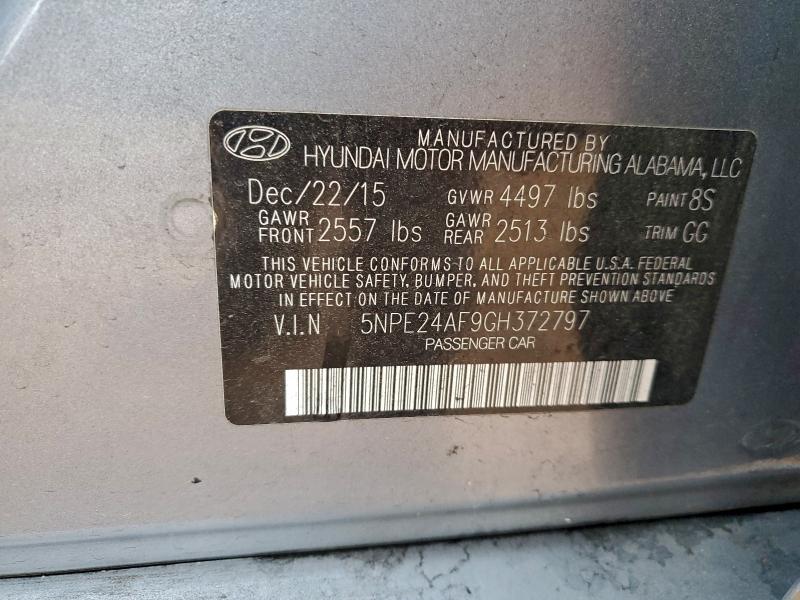 MANUFACTURED BY
HYUNDAI MOTOR MANUFACTURING ALABAMA, LLC
Dec/22/15 GVWR 4497 lbs PAINT 8S
GAWR FRONT 2557 lbs GAWR REAR 2513 lbs TRIM GG
THIS VEHICLE CONFORMS TO ALL APPLICABLE U.S.A. FEDERAL
MOTOR VEHICLE SAFETY, BUMPER, AND THEFT PREVENTION STANDARDS
IN EFFECT ON THE DATE OF MANUFACTURE SHOWN ABOVE
V.I.N 5NPE24AF9GH372797
PASSENGER CAR